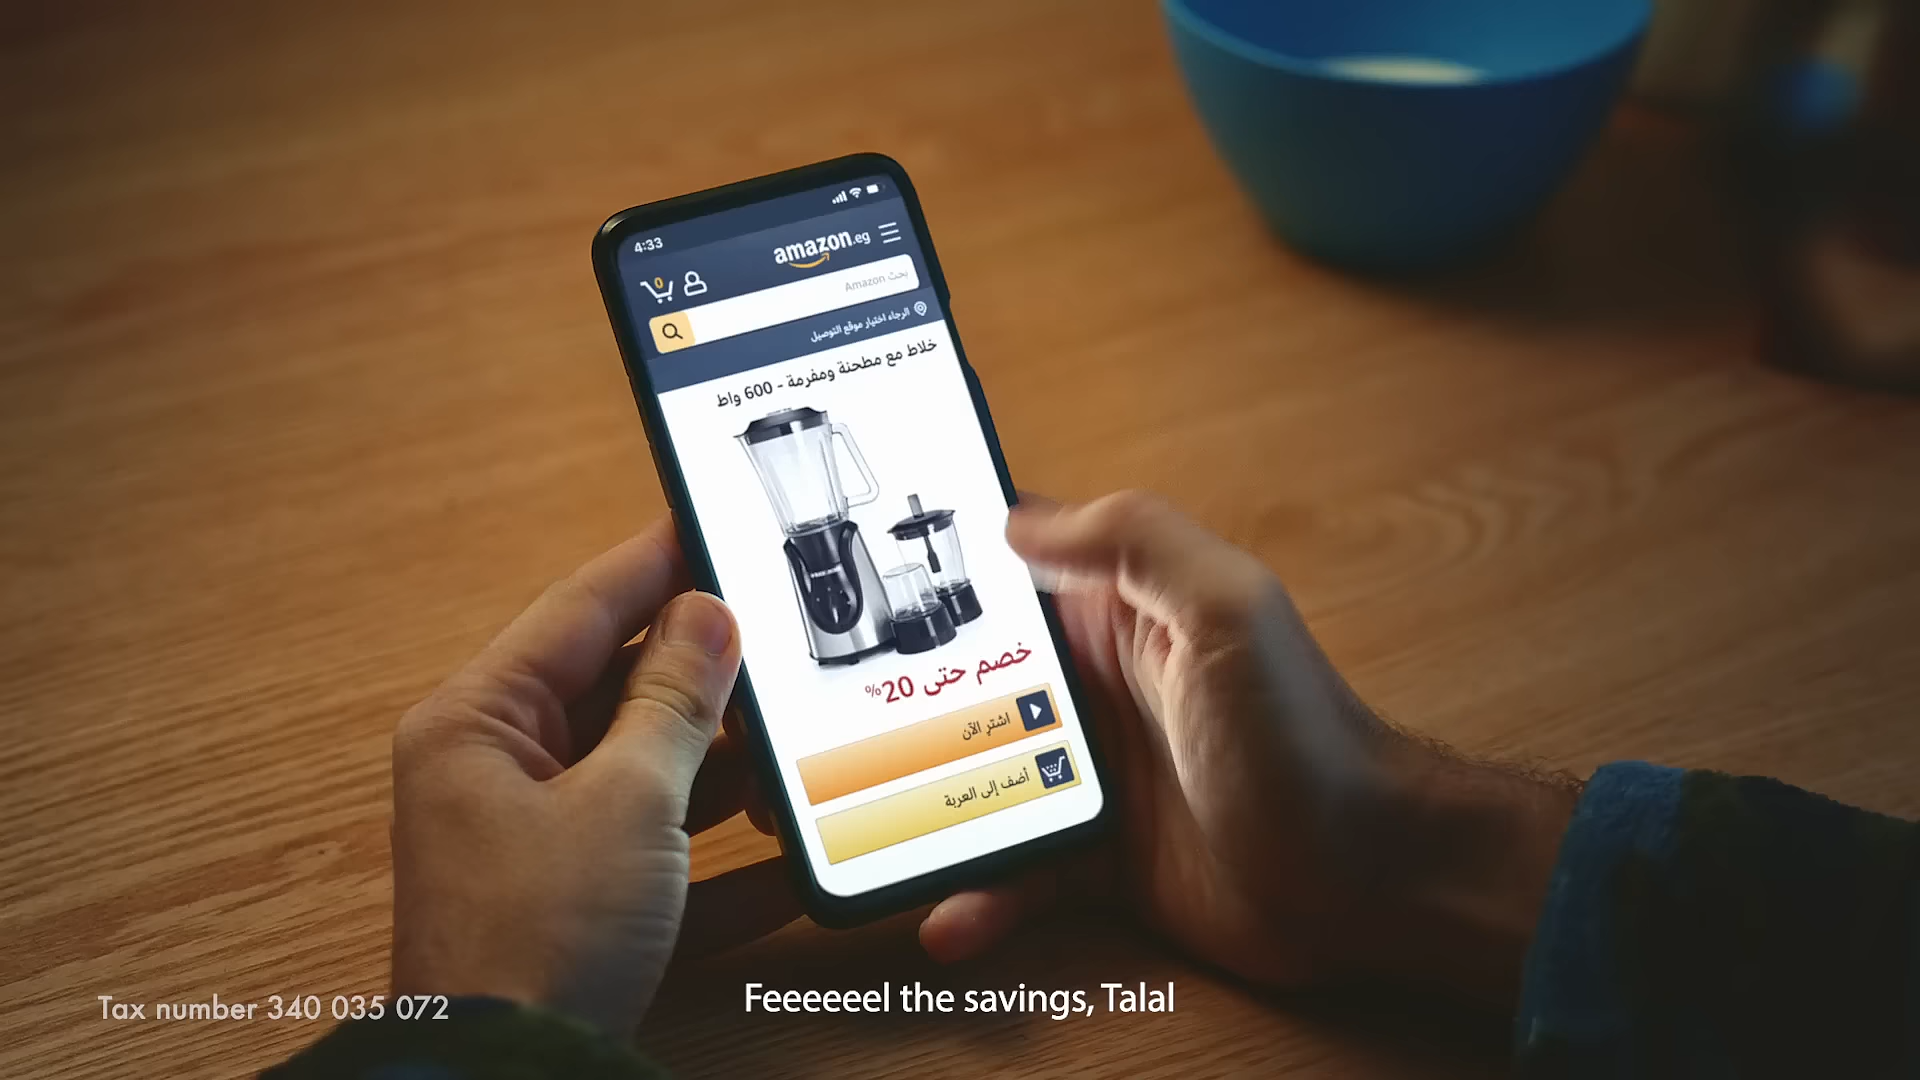 4:33
amazon.eg
0
بحث Amazon
الرجاء اختيار موقع التوصيل
خلاط مع مطحنة ومفرمة - 600 واط
خصم حتى 20%
اشترِ الآن
أضف إلى العربة
Feeeeeel the savings, Talal
Tax number 340 035 072